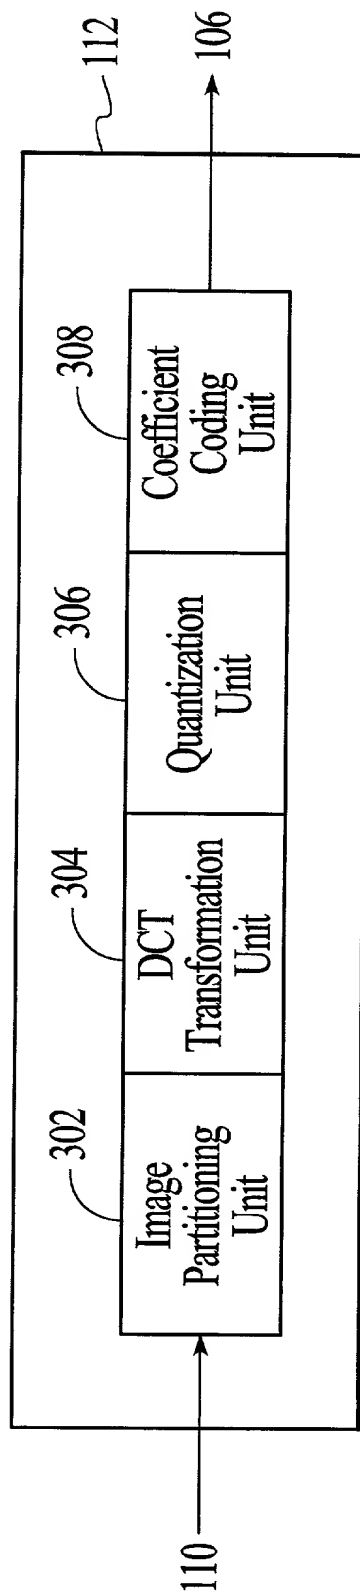 110
302
Image
Partitioning
Unit
304
DCT
Transformation
Unit
306
Quantization
Unit
308
Coefficient
Coding
Unit
112
106